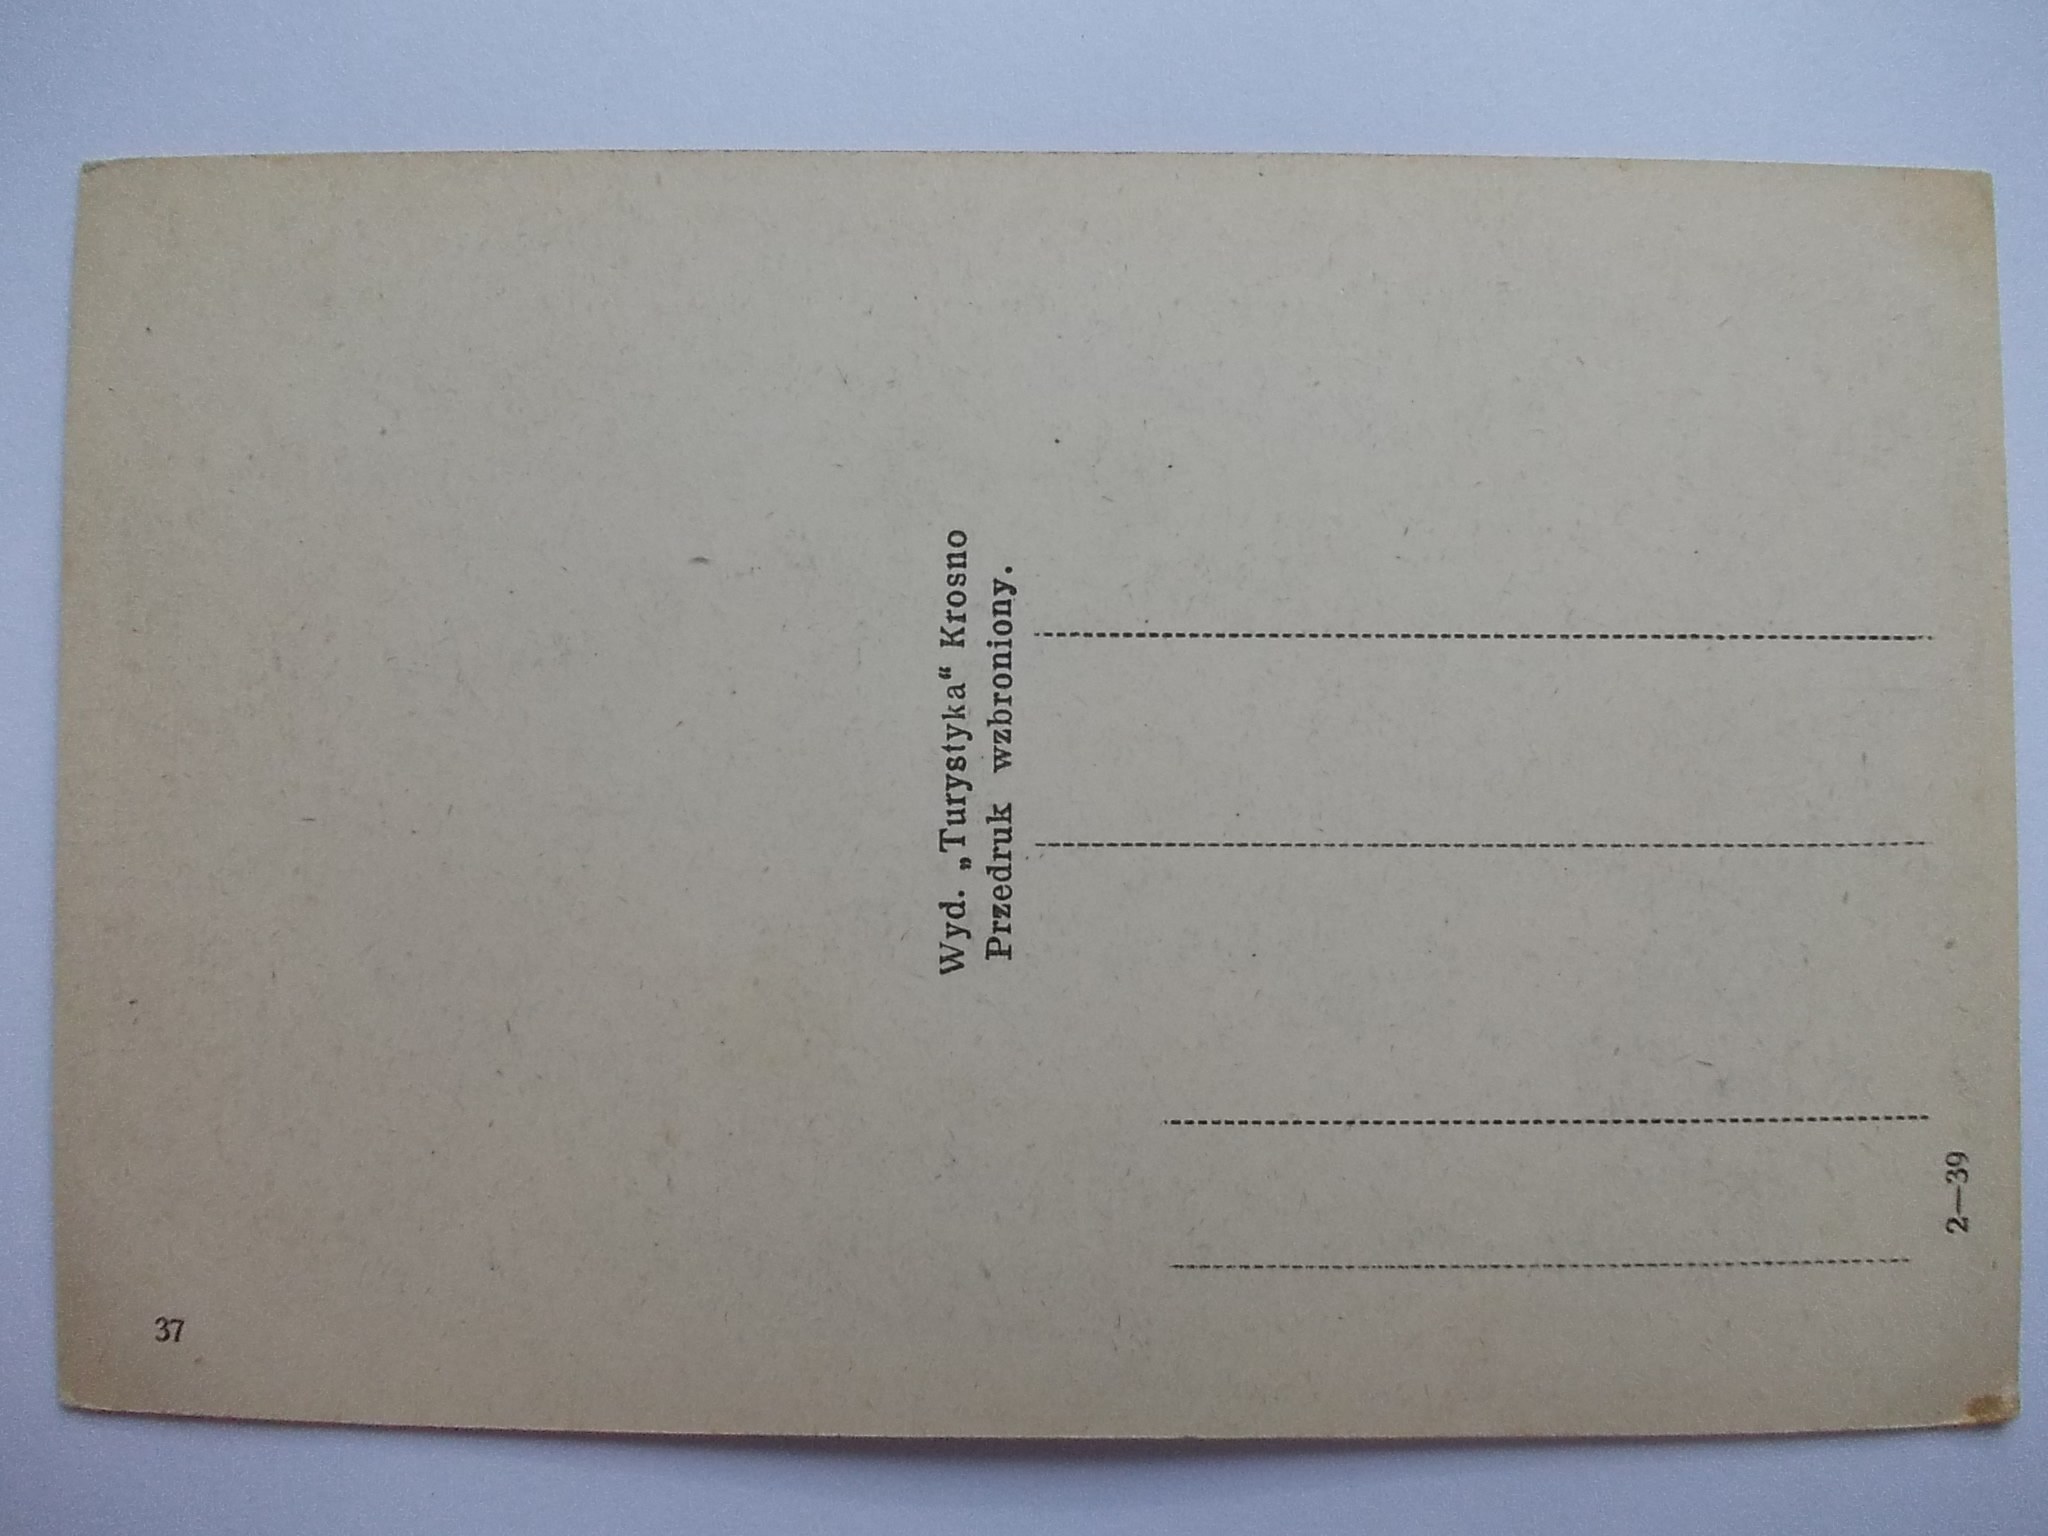 Wyd. „Turystyka“ Krosno
Przedruk wzbroniony.
2—39
37